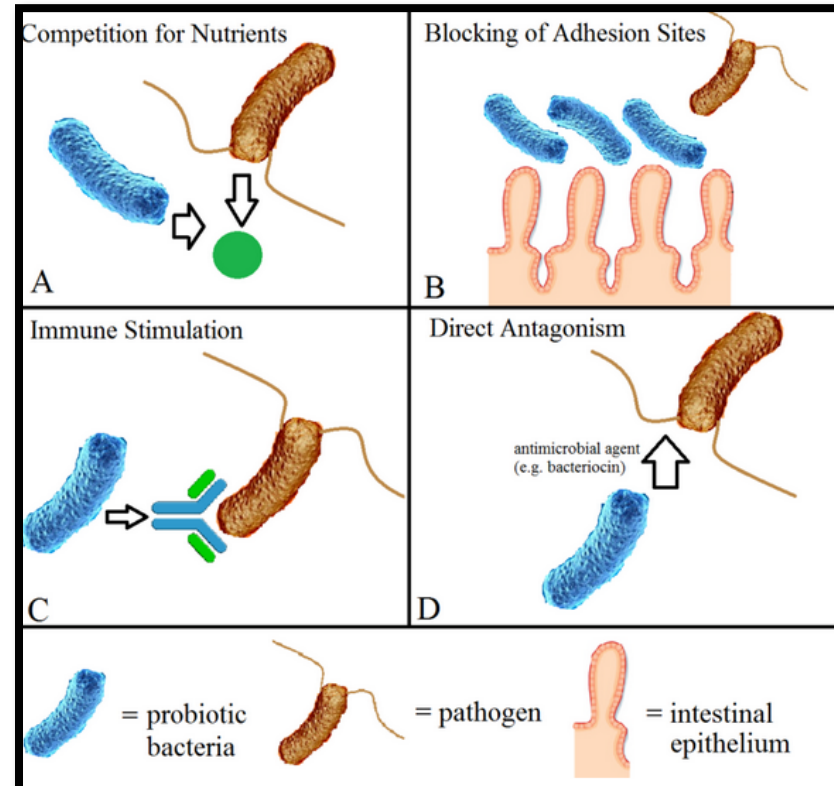 Competition for Nutrients
A
Blocking of Adhesion Sites
B
Immune Stimulation
C
Direct Antagonism
antimicrobial agent
(e.g. bacteriocin)
D
= probiotic
bacteria
= pathogen
= intestinal
epithelium